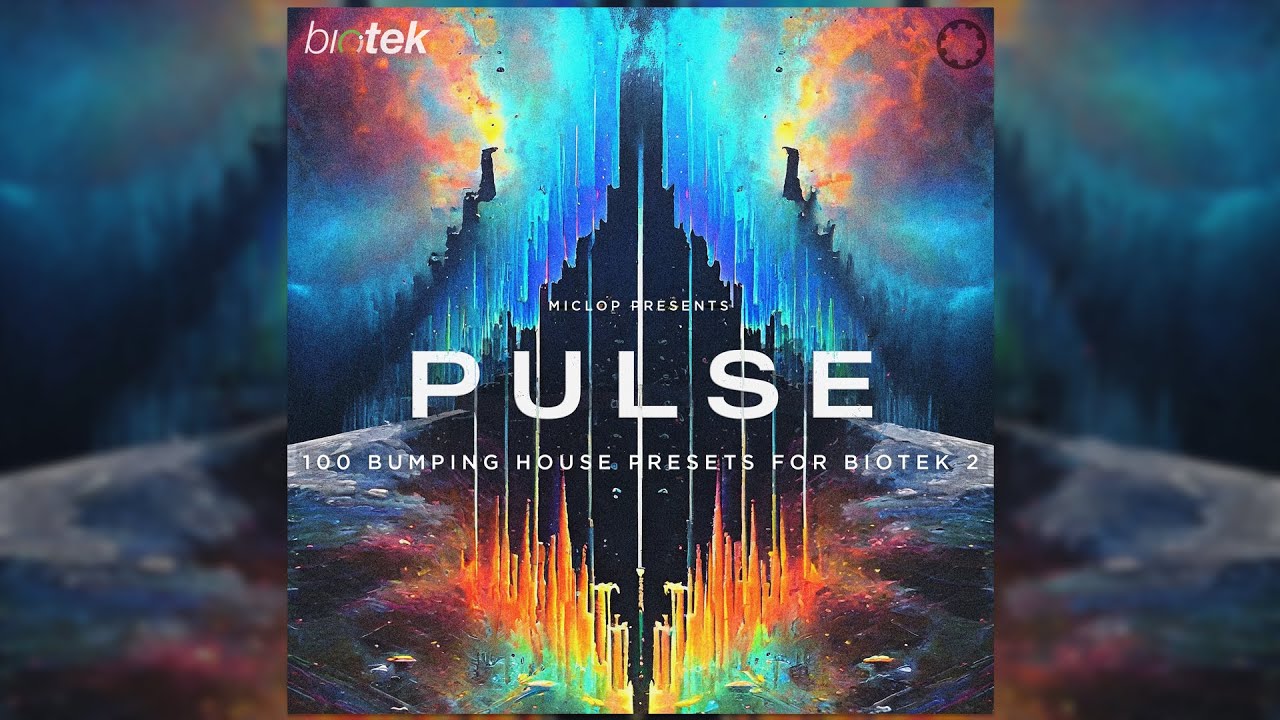 biotek
MICLOP PRESENTS
PULSE
100 BUMPING HOUSE PRESETS FOR BIOTEK 2